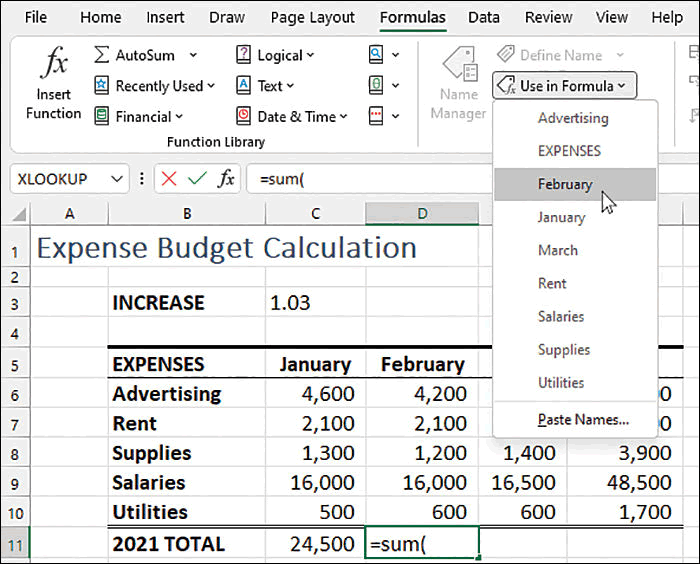 File Home Insert Draw Page Layout Formulas Data Review View Help
fx
Insert
Function
AutoSum
Recently Used
Financial
Logical
A Text
Date & Time
Function Library
Name
Manager
Define Name
Use in Formula
Advertising
EXPENSES
February
January
March
Rent
Salaries
Supplies
Utilities
Paste Names...
XLOOKUP fx =sum(
A B C D
1 Expense Budget Calculation
2
3 INCREASE 1.03
4
5 EXPENSES January February
6 Advertising 4,600 4,200
7 Rent 2,100 2,100
8 Supplies 1,300 1,200 1,400 3,900
9 Salaries 16,000 16,000 16,500 48,500
10 Utilities 500 600 600 1,700
11 2021 TOTAL 24,500 =sum(